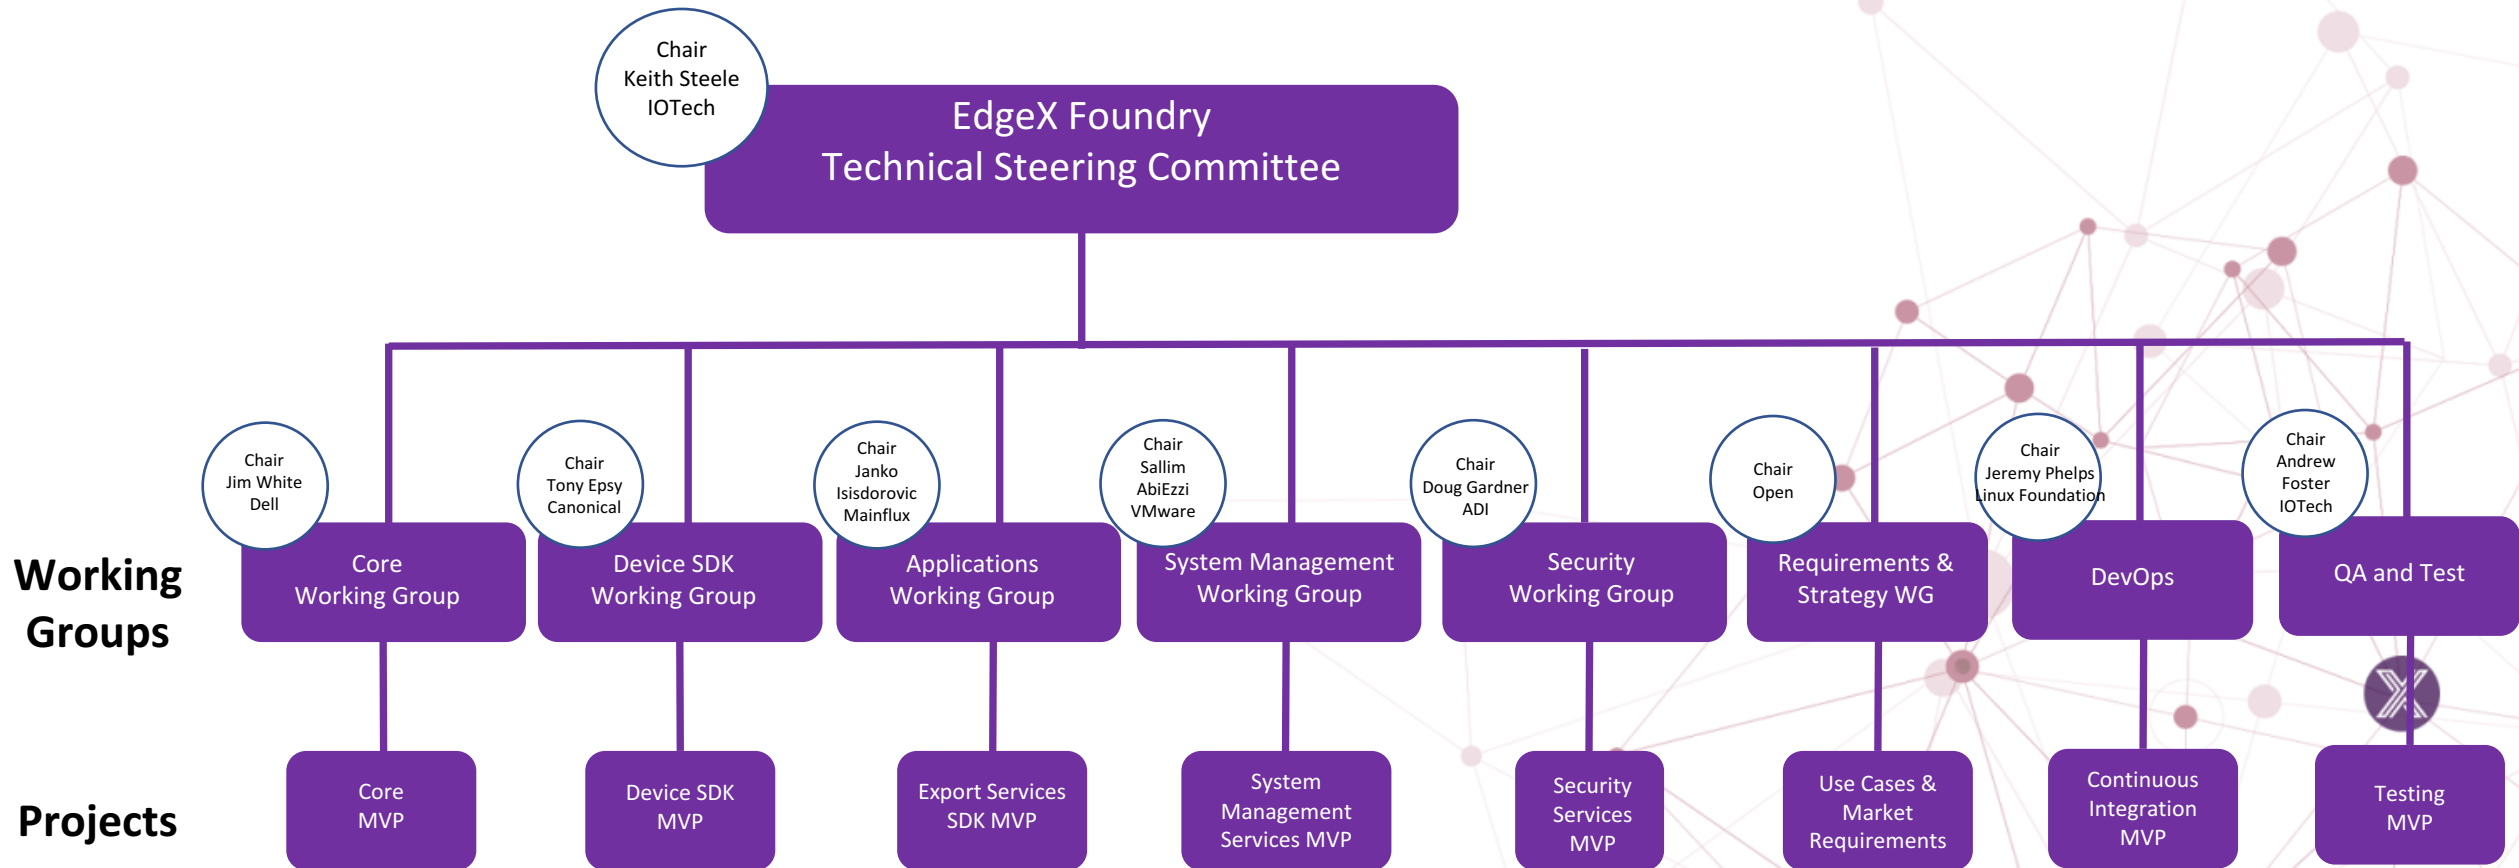 Chair
Keith Steele
IOTech
EdgeX Foundry
Technical Steering Committee
Chair
Jim White
Dell
Chair
Tony Epsy
Canonical
Chair
Janko
Isisdorovic
Mainflux
Chair
Sallim
AbiEzzi
VMware
Chair
Doug Gardner
ADI
Chair
Open
Chair
Jeremy Phelps
Linux Foundation
Chair
Andrew
Foster
IOTech
Working
Groups
Core
Working Group
Device SDK
Working Group
Applications
Working Group
System Management
Working Group
Security
Working Group
Requirements &
Strategy WG
DevOps
QA and Test
Projects
Core
MVP
Device SDK
MVP
Export Services
SDK MVP
System
Management
Services MVP
Security
Services
MVP
Use Cases &
Market
Requirements
Continuous
Integration
MVP
Testing
MVP